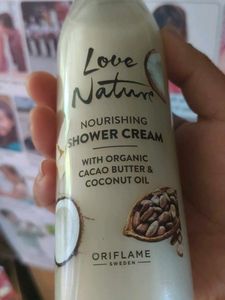 Love
Nature
NOURISHING
SHOWER CREAM
WITH ORGANIC
CACAO BUTTER &
COCONUT OIL
ORIFLAME
SWEDEN